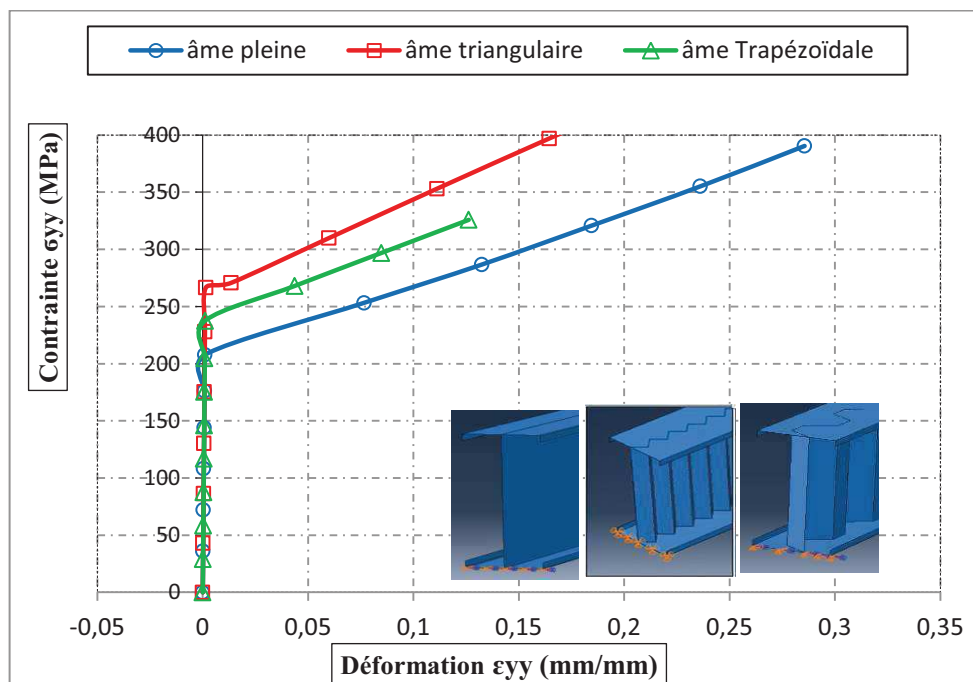 âme pleine âme triangulaire âme Trapézoïdale
Contrainte σyy (MPa)
400
350
300
250
200
150
100
50
0
-0,05 0 0,05 0,1 0,15 0,2 0,25 0,3 0,35
Déformation εyy (mm/mm)